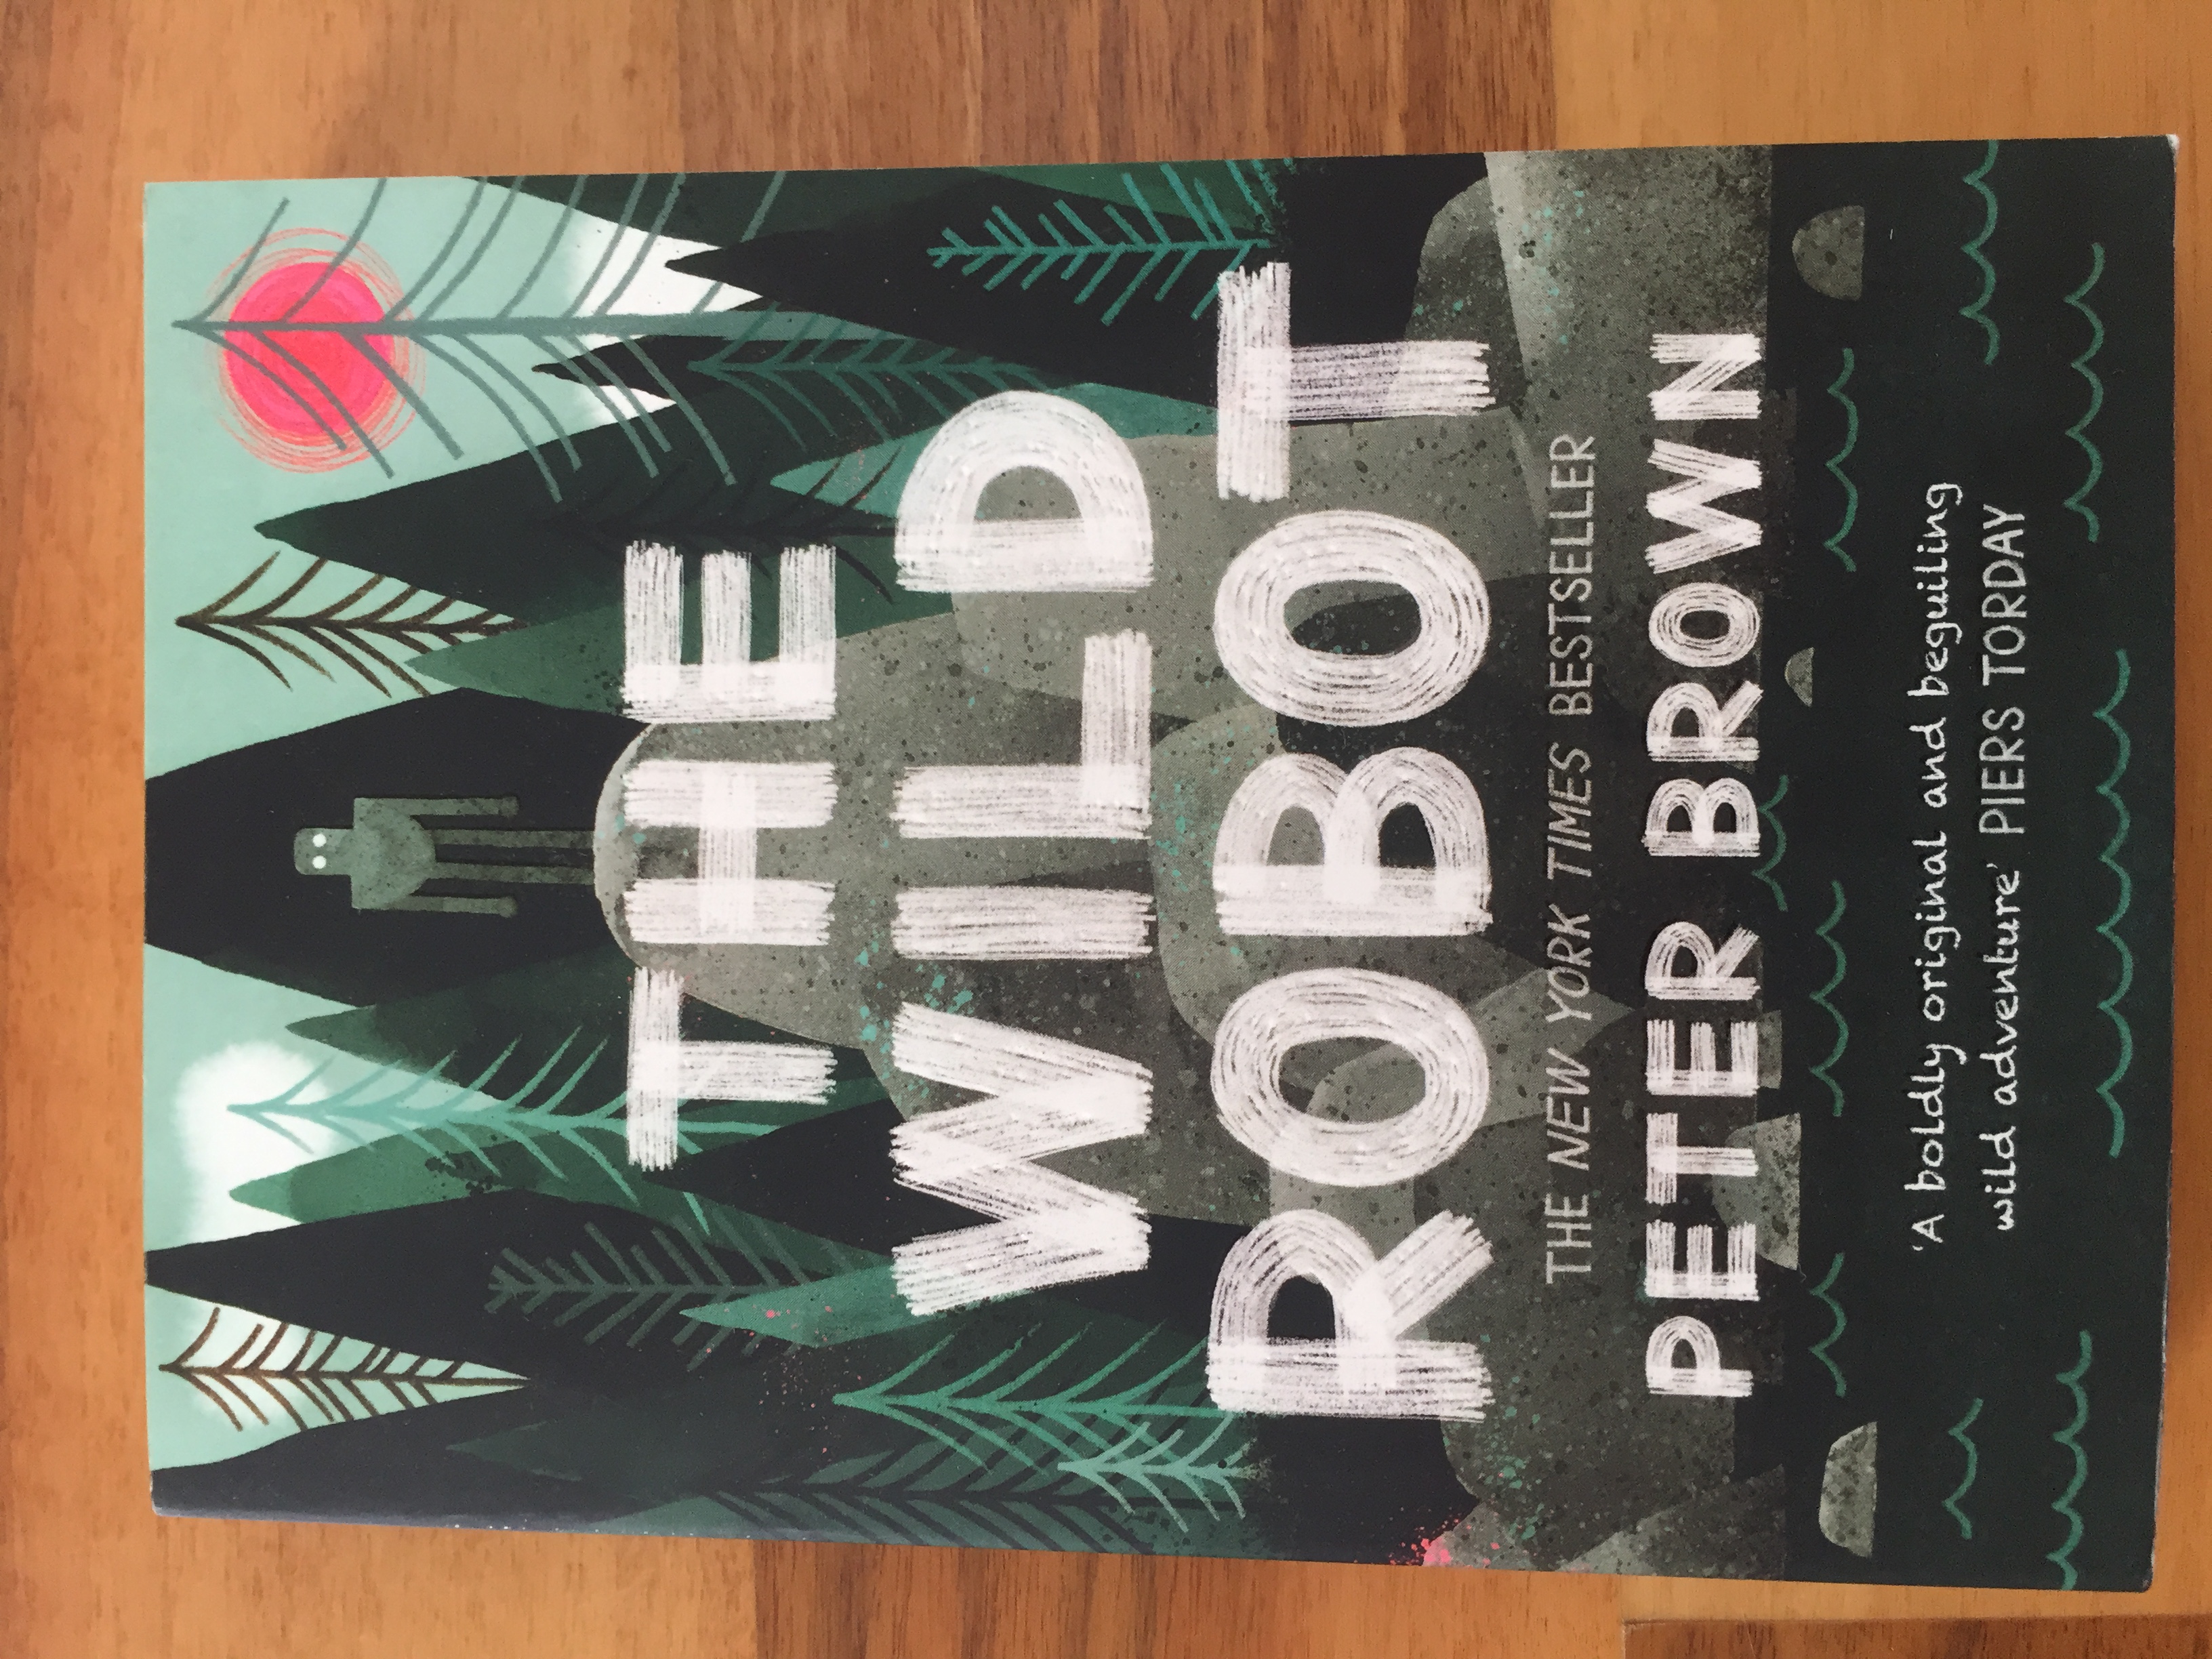 THE
WILD
ROBOT
THE NEW YORK TIMES BESTSELLER
PETER BROWN
‘A boldly original and beguiling
wild adventure’ PIERS TORDAY